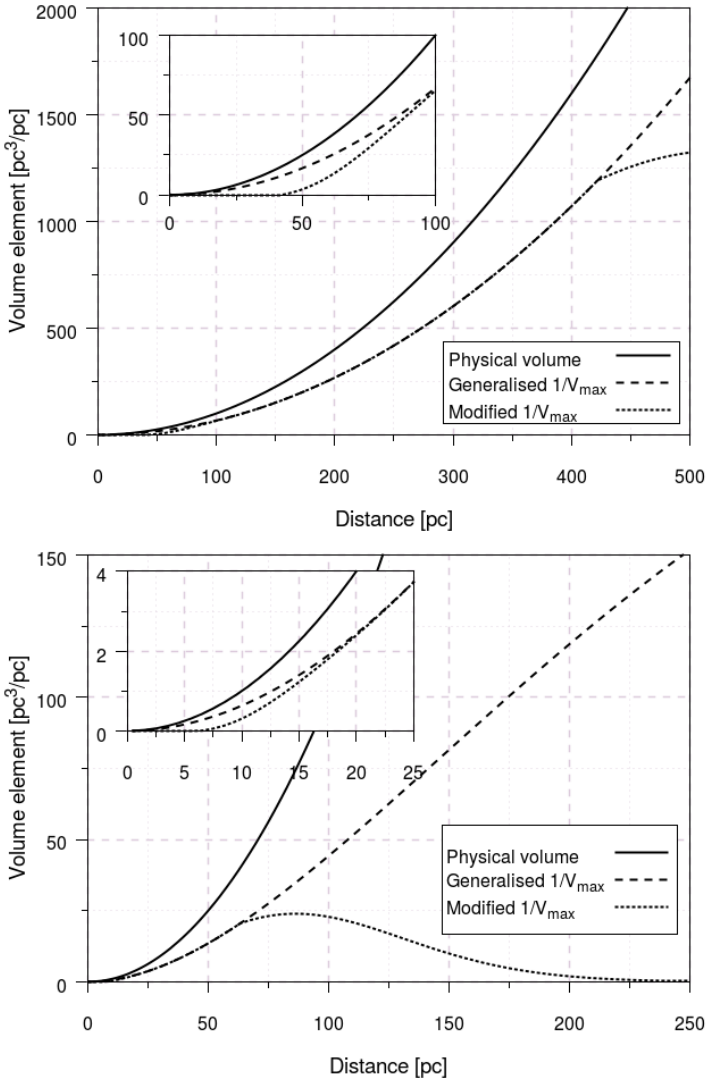 2000
1500
1000
500
0
Volume element [pc³/pc]
100
50
0
0 50 100
Physical volume
Generalised 1/Vmax
Modified 1/Vmax
0 100 200 300 400 500
Distance [pc]
150
100
50
0
Volume element [pc³/pc]
4
2
0
0 5 10 15 20 25
Physical volume
Generalised 1/Vmax
Modified 1/Vmax
0 50 100 150 200 250
Distance [pc]